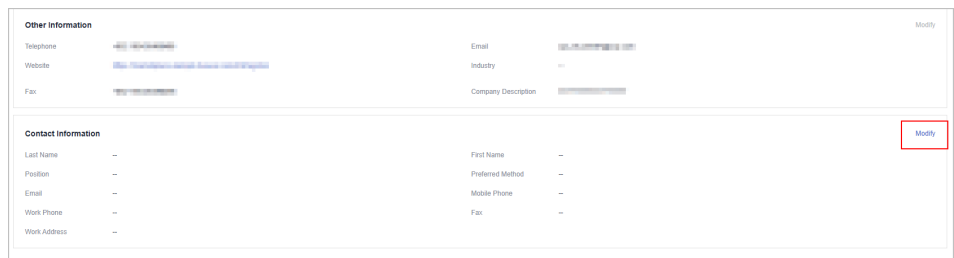 Other Information Modify
Telephone Email
Website Industry --
Fax Company Description
Contact Information Modify
Last Name -- First Name --
Position -- Preferred Method --
Email -- Mobile Phone --
Work Phone -- Fax --
Work Address --